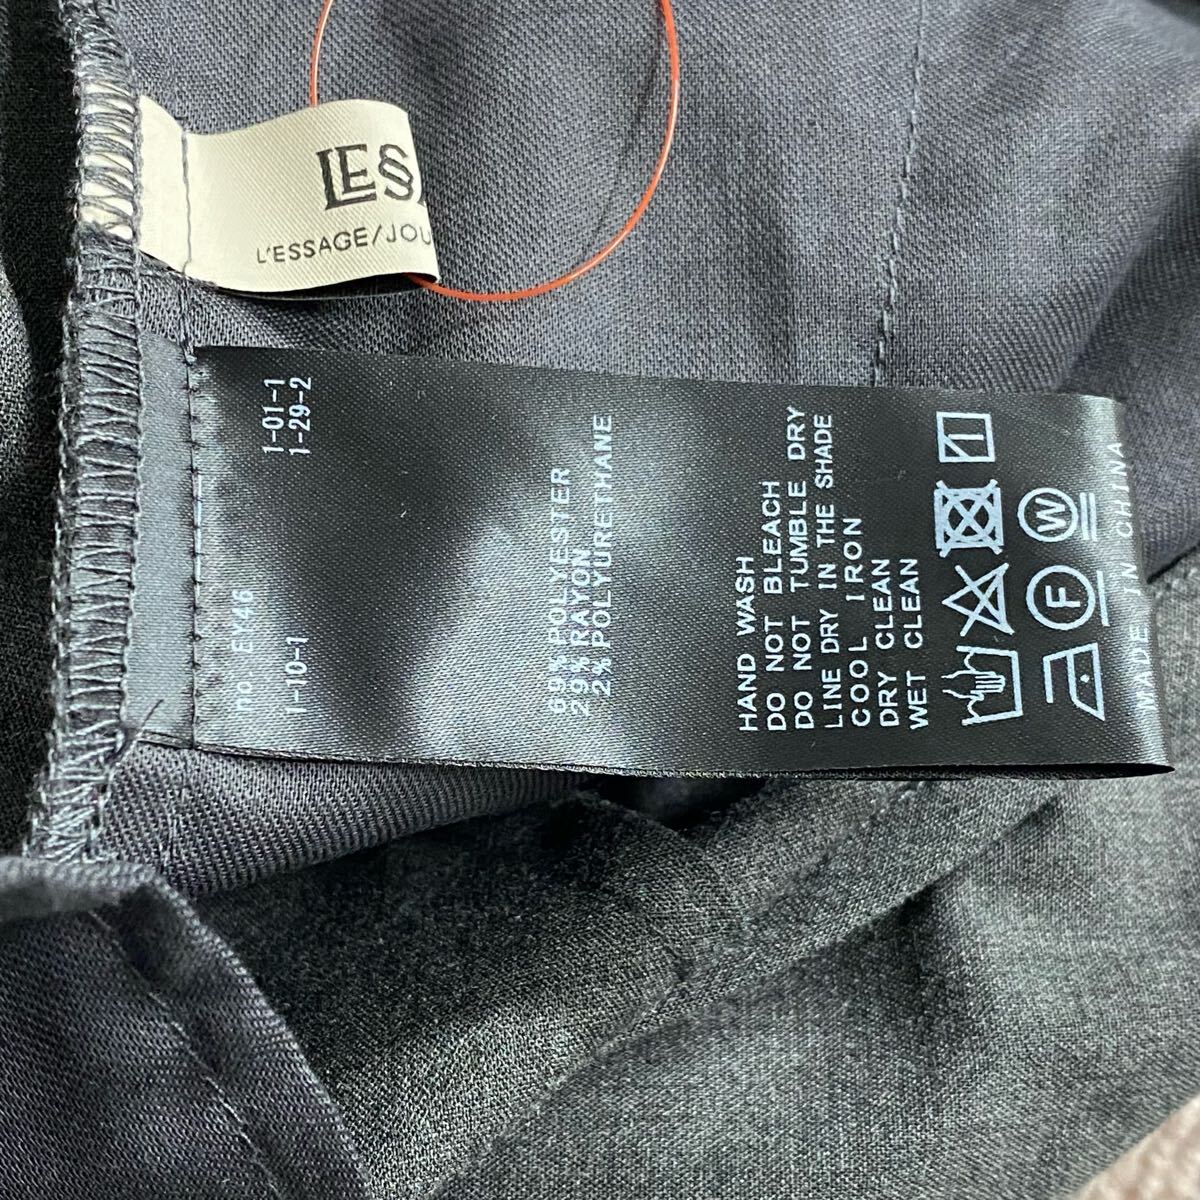 LES
L'ESSAGE/JOU
no. EY46
1-10-1
1-01-1
1-29-2
69% POLYESTER
29% RAYON
2% POLYURETHANE
HAND WASH
DO NOT BLEACH
DO NOT TUMBLE DRY
LINE DRY IN THE SHADE
COOL IRON
DRY CLEAN
WET CLEAN
F W
MADE IN CHINA